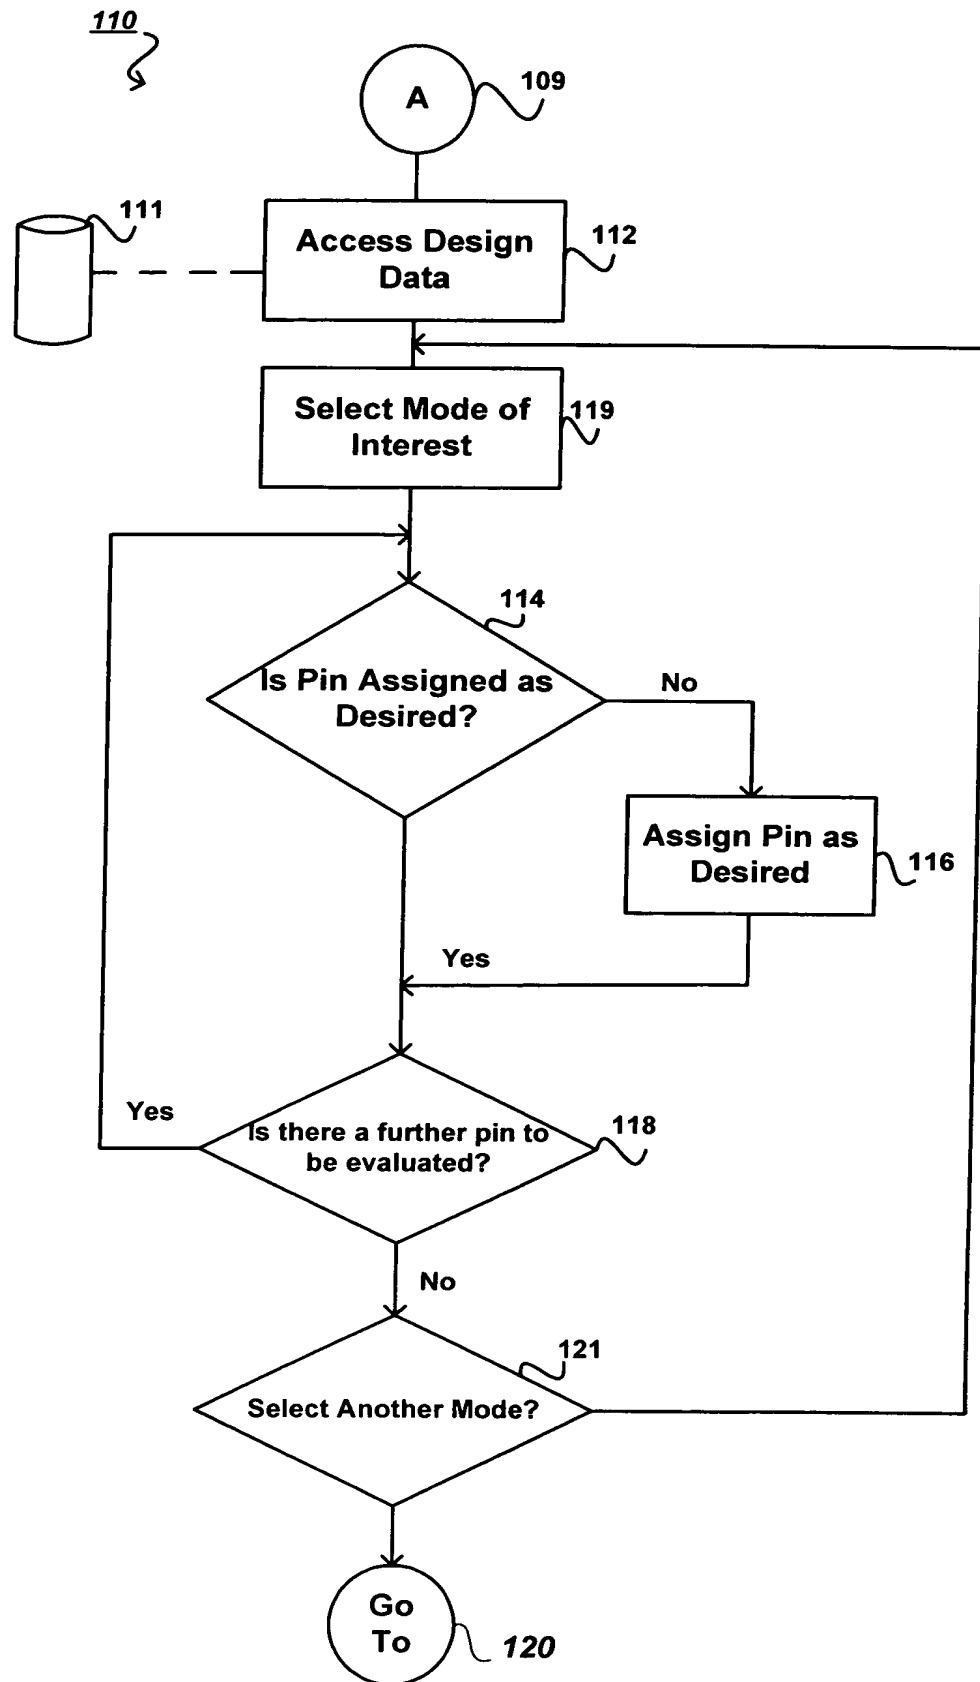 110
A
109
111
Access Design
Data
112
Select Mode of
Interest
119
114
Is Pin Assigned as
Desired?
No
Assign Pin as
Desired
116
Yes
Yes
Is there a further pin to
be evaluated?
118
No
121
Select Another Mode?
Go
To
120